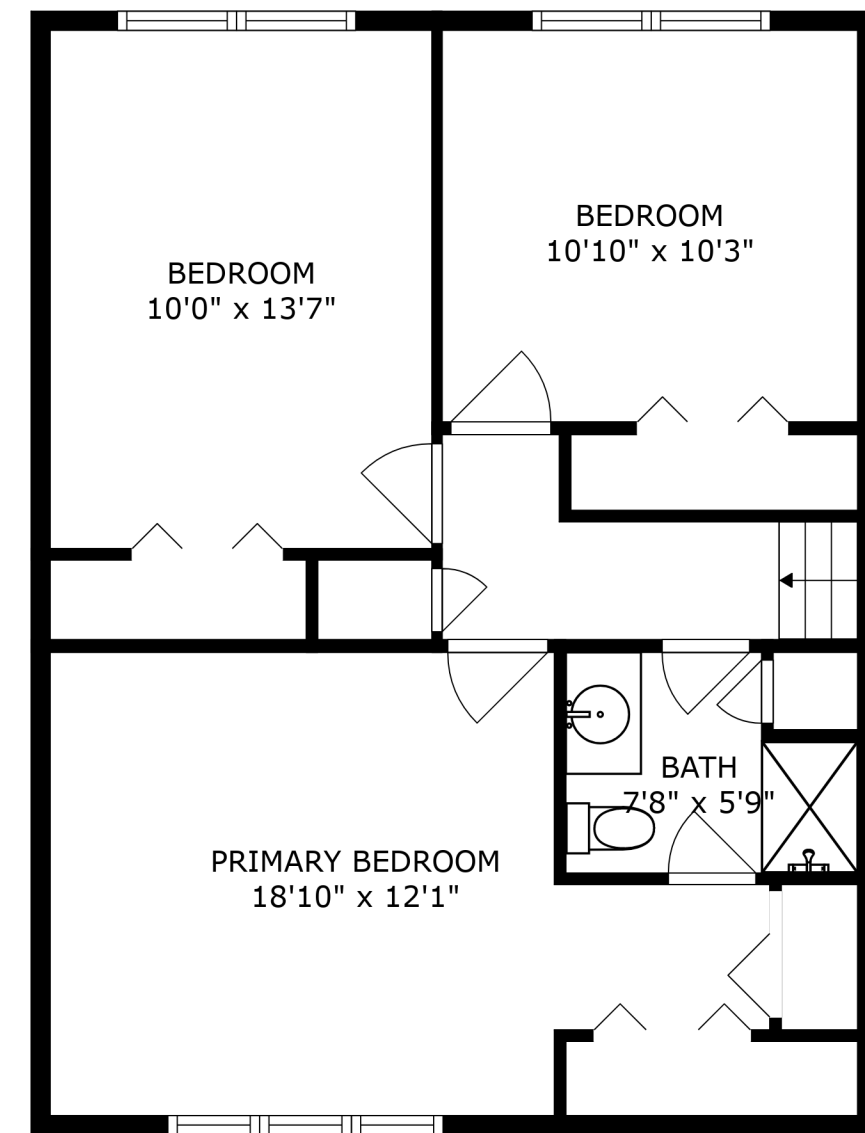 BEDROOM
10'10" x 10'3"
BEDROOM
10'0" x 13'7"
BATH
7'8" x 5'9"
PRIMARY BEDROOM
18'10" x 12'1"